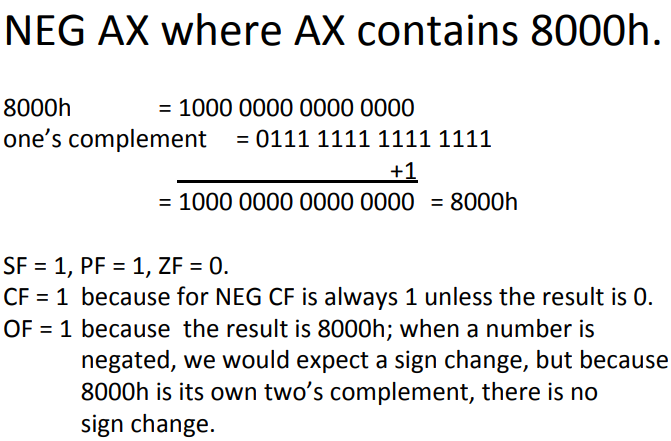 NEG AX where AX contains 8000h.
8000h = 1000 0000 0000 0000
one’s complement = 0111 1111 1111 1111
+1
= 1000 0000 0000 0000 = 8000h
SF = 1, PF = 1, ZF = 0.
CF = 1 because for NEG CF is always 1 unless the result is 0.
OF = 1 because the result is 8000h; when a number is
negated, we would expect a sign change, but because
8000h is its own two’s complement, there is no
sign change.